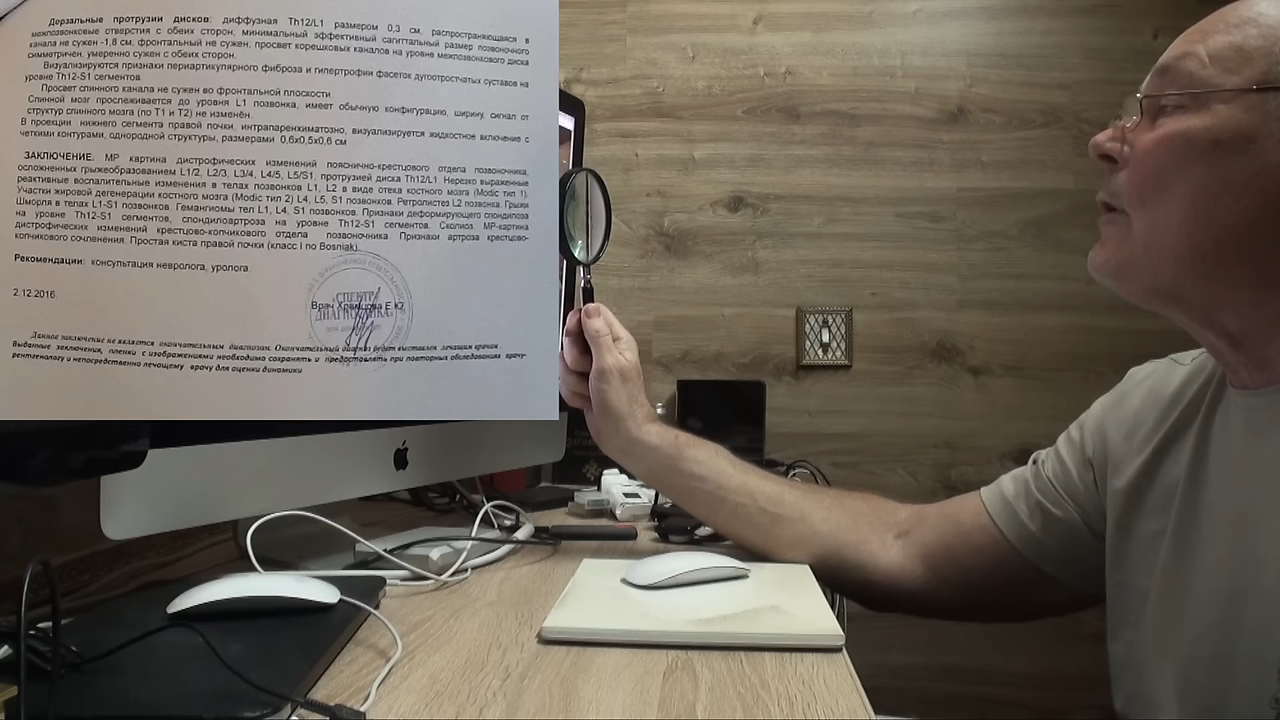 Дорзальные протрузии дисков: диффузная Th12/L1 размером 0,3 см, распространяющаяся в
межпозвонковые отверстия с обеих сторон, минимальный эффективный сагиттальный размер позвоночного
канала не сужен -1,8 см, фронтальный не сужен, просвет корешковых каналов на уровне межпозвонкового диска
симметричен, умеренно сужен с обеих сторон.
Визуализируются признаки периартикулярного фиброза и гипертрофии фасеток дугоотростчатых суставов на
уровне Th12-S1 сегментов.
Просвет спинного канала не сужен во фронтальной плоскости.
Спинной мозг прослеживается до уровня L1 позвонка, имеет обычную конфигурацию, ширину, сигнал от
структур спинного мозга (по Т1 и Т2) не изменён.
В проекции нижнего сегмента правой почки, интрапаренхиматозно, визуализируется жидкостное включение с
четкими контурами, однородной структуры, размерами 0,6х0,5х0,6 см
ЗАКЛЮЧЕНИЕ: МР картина дистрофических изменений пояснично-крестцового отдела позвоночника,
осложненных грыжеобразованием L1/2, L2/3, L3/4, L4/5, L5/S1, протрузией диска Th12/L1. Нерезко выраженные
реактивные воспалительные изменения в телах позвонков L1, L2 в виде отека костного мозга (Modic тип 1).
Участки жировой дегенерации костного мозга (Modic тип 2) L4, L5, S1 позвонков. Ретролистез L2 позвонка. Грыжи
Шморля в телах L1-S1 позвонков. Гемангиомы тел L1, L4, S1 позвонков. Признаки деформирующего спондилоза
на уровне Th12-S1 сегментов, спондилоартроза на уровне Th12-S1 сегментов. Сколиоз. МР-картина
дистрофических изменений крестцово-копчикового отдела позвоночника Признаки артроза крестцово-
копчикового сочленения. Простая киста правой почки (класс I по Bosniak).
Рекомендации: консультация невролога, уролога.
2.12.2016.
Врач Храмцова Е.Ю.
«СПЕКТР
ДИАГНОСТИКА»
Данное заключение не является окончательным диагнозом. Окончательный диагноз будет выставлен лечащим врачом.
Выданные заключения, пленки с изображениями необходимо сохранять и предоставлять при повторных обследованиях врачу-
рентгенологу и непосредственно лечащему врачу для оценки динамики